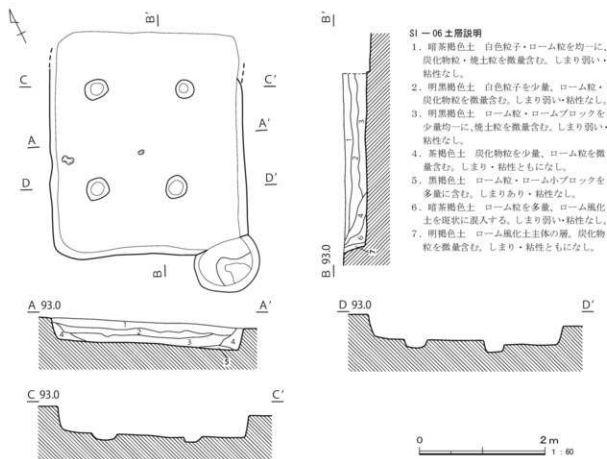 B'
B'
C
C'
A
A'
D
D'
B
B 93.0
SI — 06 土層説明
1. 暗茶褐色土 白色粒子・ローム粒を均一に、
炭化物粒・焼土粒を微量含む。しまり弱い・
粘性なし。
2. 明黒褐色土 白色粒子を少量、ローム粒・
炭化物粒を微量含む。しまり弱い・粘性なし。
3. 明黒褐色土 ローム粒・ロームブロックを
少量均一に、焼土粒を微量含む。しまり弱い・
粘性なし。
4. 茶褐色土 炭化物粒を少量、ローム粒を微
量含む。しまり・粘性ともになし。
5. 黒褐色土 ローム粒・ローム小ブロックを
多量に含む。しまりあり・粘性なし。
6. 暗茶褐色土 ローム粒を多量、ローム風化
土を斑状に混入する。しまり弱い・粘性なし。
7. 明褐色土 ローム風化土主体の層。炭化物
粒を微量含む。しまり・粘性ともになし。
1
2
3
4
6
7
A 93.0
A'
1
2
3
4
4
5
D 93.0
D'
C 93.0
C'
0 2 m
1 : 60